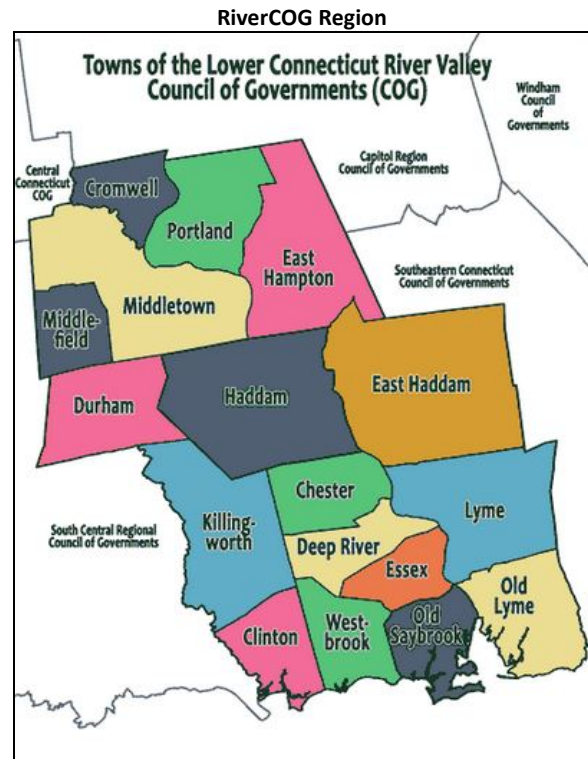 RiverCOG Region
Towns of the Lower Connecticut River Valley
Council of Governments (COG)
Windham
Council
of
Governments
Central
Connecticut
COG
Capitol Region
Council of Governments
Cromwell
Portland
East
Hampton
Southeastern Connecticut
Council of Governments
Middletown
Middle-
field
Durham
Haddam
East Haddam
Chester
Killing-
worth
Lyme
South Central Regional
Council of Governments
Deep River
Essex
Old
Lyme
Clinton
West-
brook
Old
Saybrook